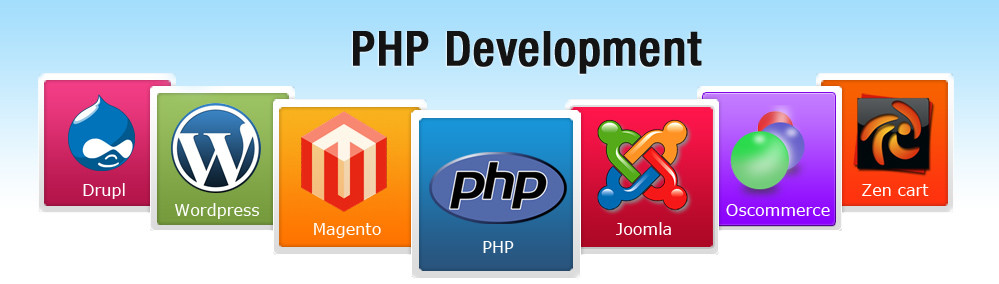 PHP Development
Drupl
Wordpress
Magento
php
PHP
Joomla
Oscommerce
Zen cart